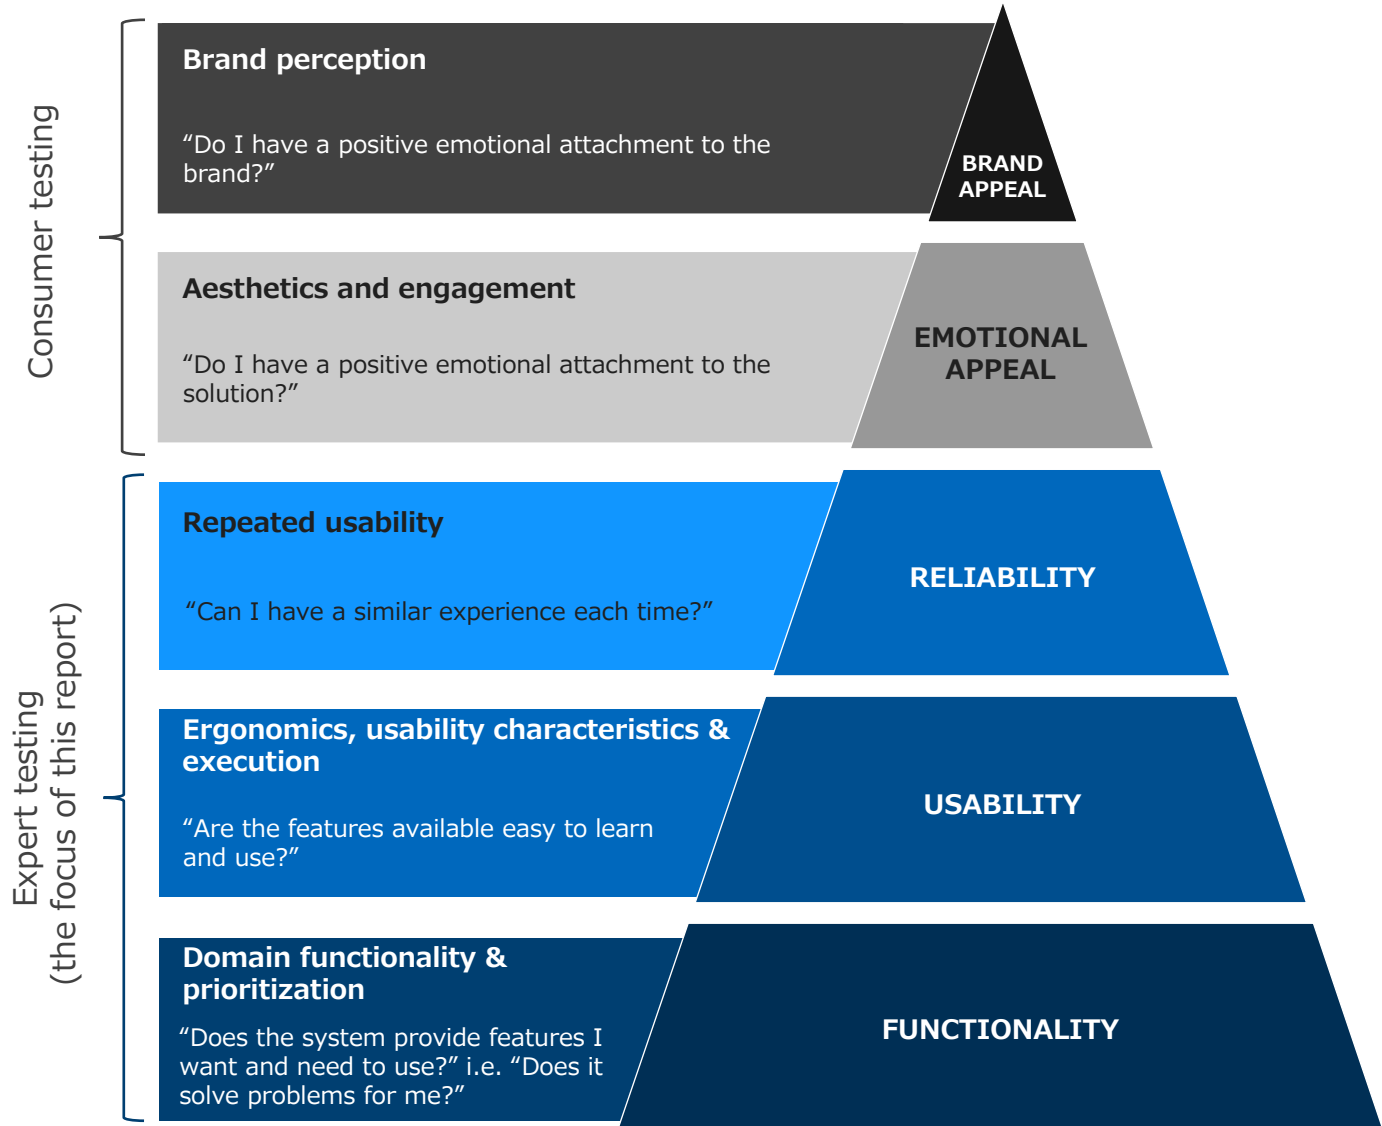 Consumer testing
Brand perception
“Do I have a positive emotional attachment to the
brand?”
BRAND
APPEAL
Aesthetics and engagement
“Do I have a positive emotional attachment to the
solution?”
EMOTIONAL
APPEAL
Expert testing
(the focus of this report)
Repeated usability
“Can I have a similar experience each time?”
RELIABILITY
Ergonomics, usability characteristics &
execution
“Are the features available easy to learn
and use?”
USABILITY
Domain functionality &
prioritization
“Does the system provide features I
want and need to use?” i.e. “Does it
solve problems for me?”
FUNCTIONALITY